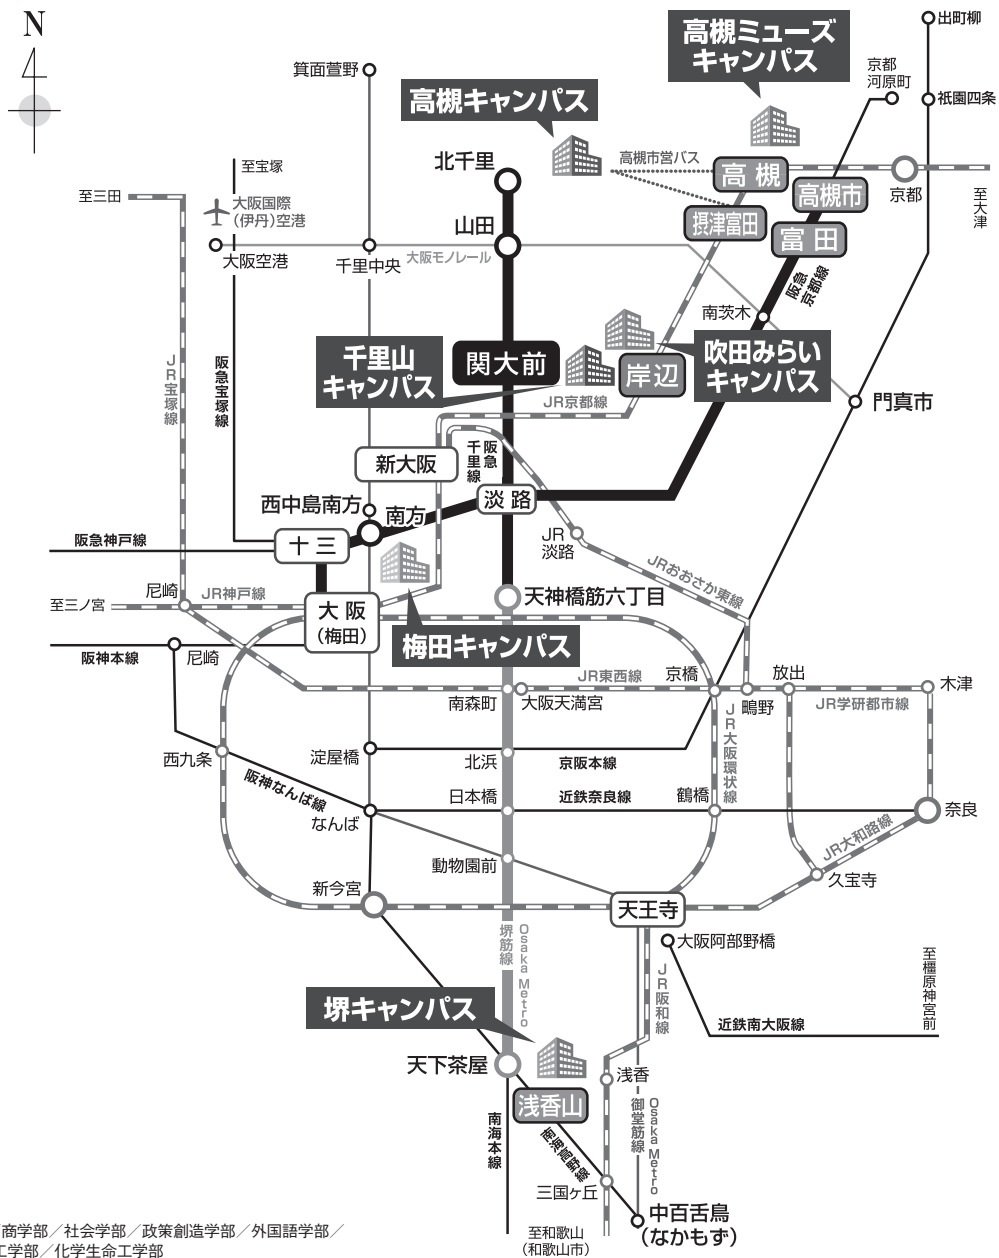 N
出町柳
京都
河原町
祇園四条
高槻ミューズ
キャンパス
箕面萱野
高槻キャンパス
北千里
高槻市営バス
高槻
京都
高槻市
摂津富田
富田
至大津
至宝塚
至三田
大阪国際
(伊丹)空港
山田
大阪空港
千里中央
大阪モノレール
阪急
京都線
南茨木
千里山
キャンパス
関大前
岸辺
吹田みらい
キャンパス
JR宝塚線
阪急宝塚線
JR京都線
門真市
新大阪
千里線
阪急
西中島南方
南方
淡路
JR
淡路
阪急神戸線
十三
JRおおさか東線
尼崎
JR神戸線
至三ノ宮
大阪
(梅田)
天神橋筋六丁目
梅田キャンパス
阪神本線
尼崎
JR東西線
京橋
放出
木津
南森町
大阪天満宮
鴫野
JR学研都市線
西九条
淀屋橋
北浜
京阪本線
JR大阪環状線
阪神なんば線
日本橋
近鉄奈良線
鶴橋
奈良
なんば
JR大和路線
動物園前
久宝寺
新今宮
天王寺
堺筋線
Osaka Metro
大阪阿部野橋
至橿原神宮前
JR阪和線
堺キャンパス
近鉄南大阪線
天下茶屋
浅香
浅香山
御堂筋線
Osaka Metro
南海本線
南海高野線
三国ヶ丘
中百舌鳥
(なかもず)
至和歌山
(和歌山市)
商学部／社会学部／政策創造学部／外国語学部／
工学部／化学生命工学部